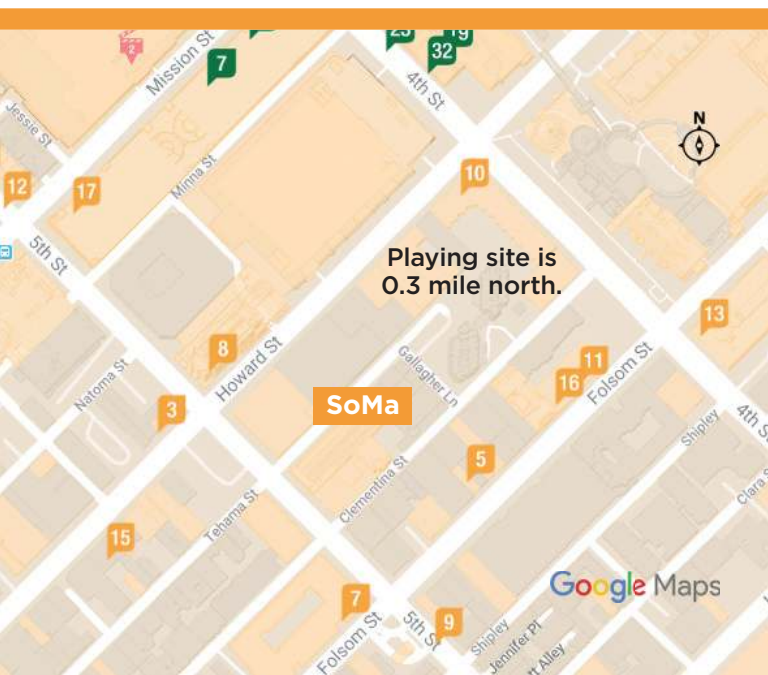 2
Mission St
7
23
19
32
4th St
N
Jessie St
12
17
Minna St
10
5th St
Playing site is
0.3 mile north.
13
8
Howard St
Gallagher Ln
11
16
Folsom St
Natoma St
3
SoMa
4th S
Shipley
5
Clementina St
Clara S
Tehama St
15
Google Maps
7
Folsom St
5th St
9
Shipley
Jennifer Pl
t Alley